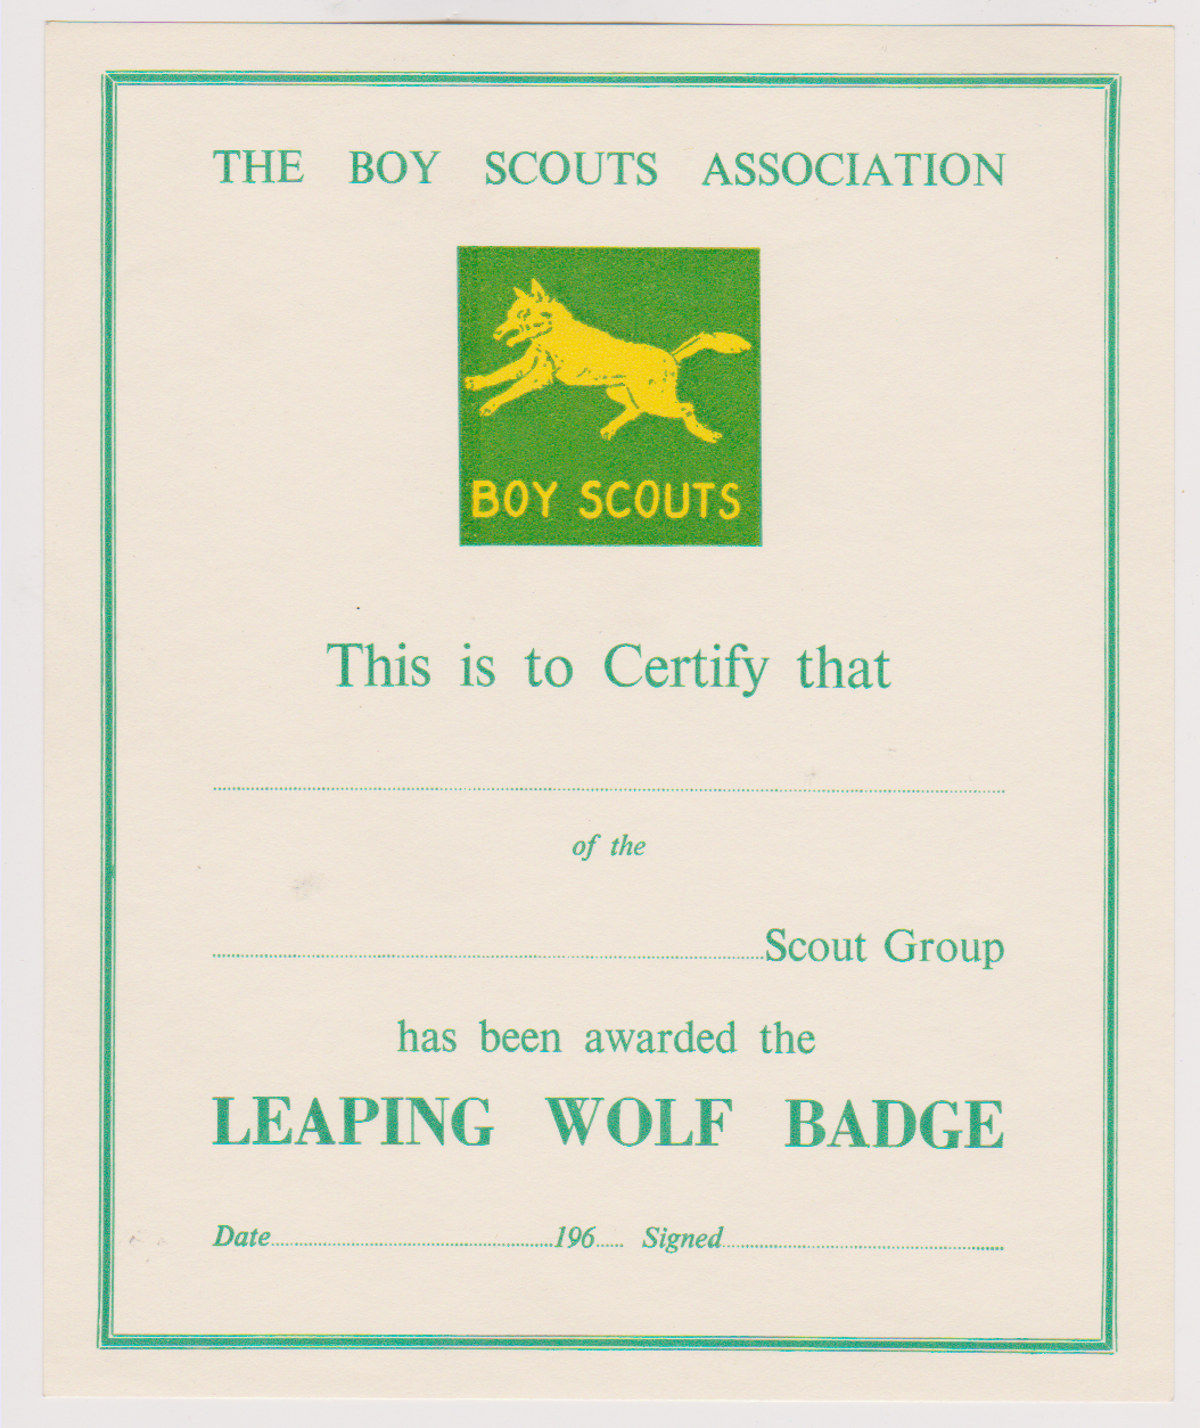 THE BOY SCOUTS ASSOCIATION
BOY SCOUTS
This is to Certify that
of the
Scout Group
has been awarded the
LEAPING WOLF BADGE
Date 196 Signed